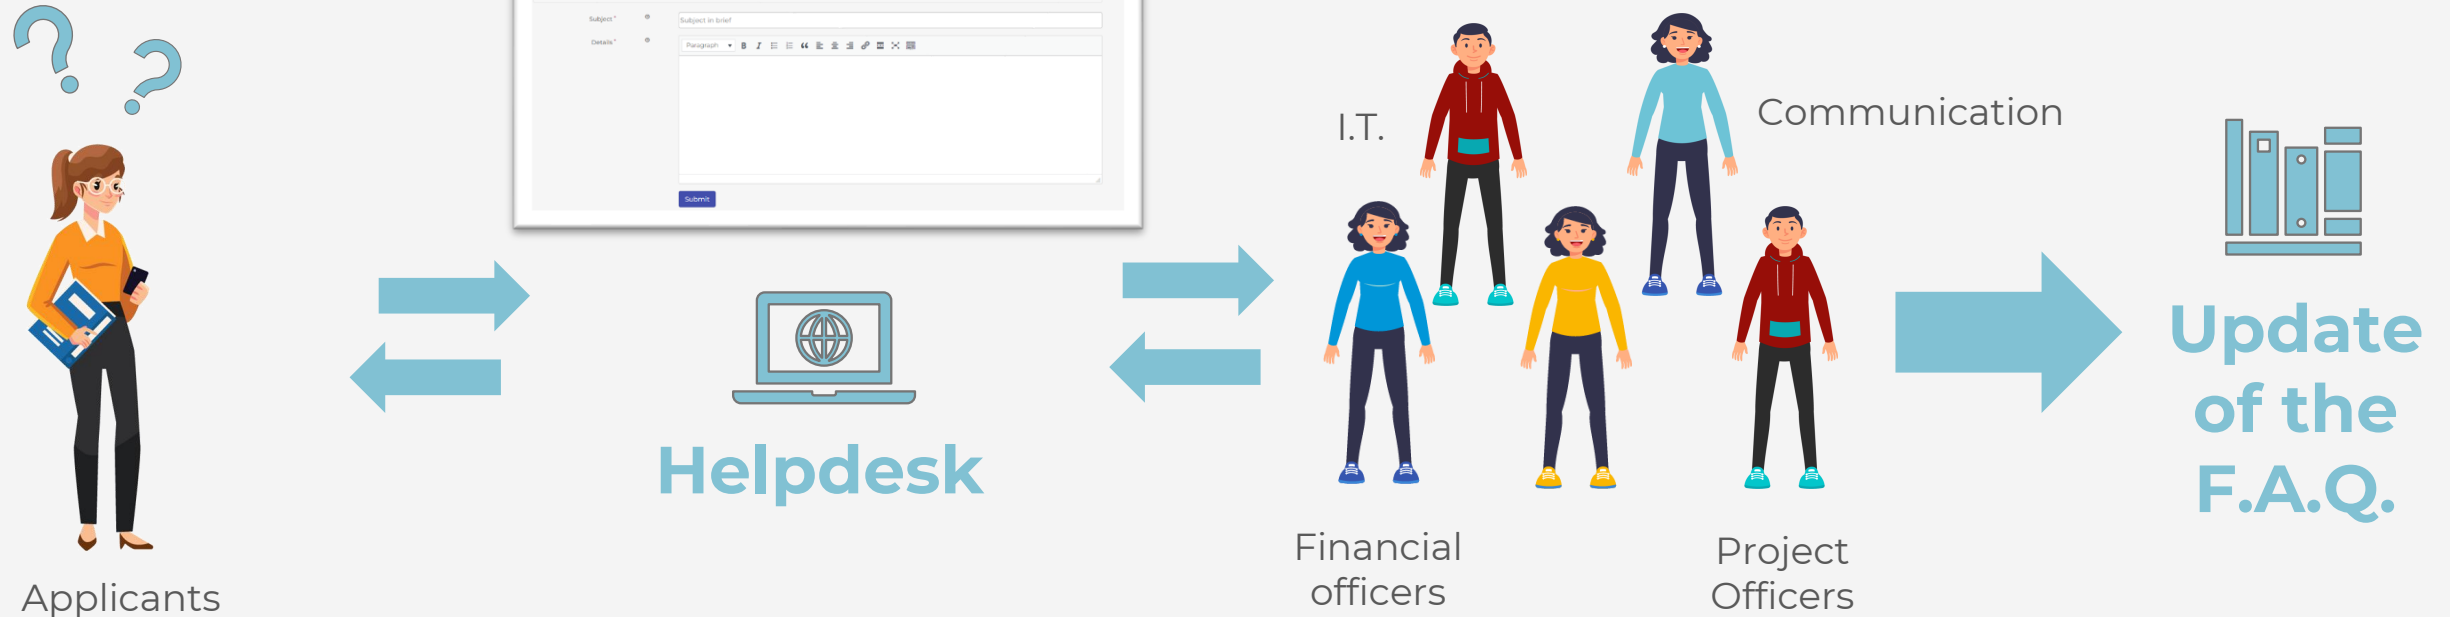 Subject*
Subject in brief
Details*
Paragraph
B I
Submit
I.T.
Communication
Helpdesk
Update
of the
F.A.Q.
Financial
officers
Project
Officers
Applicants